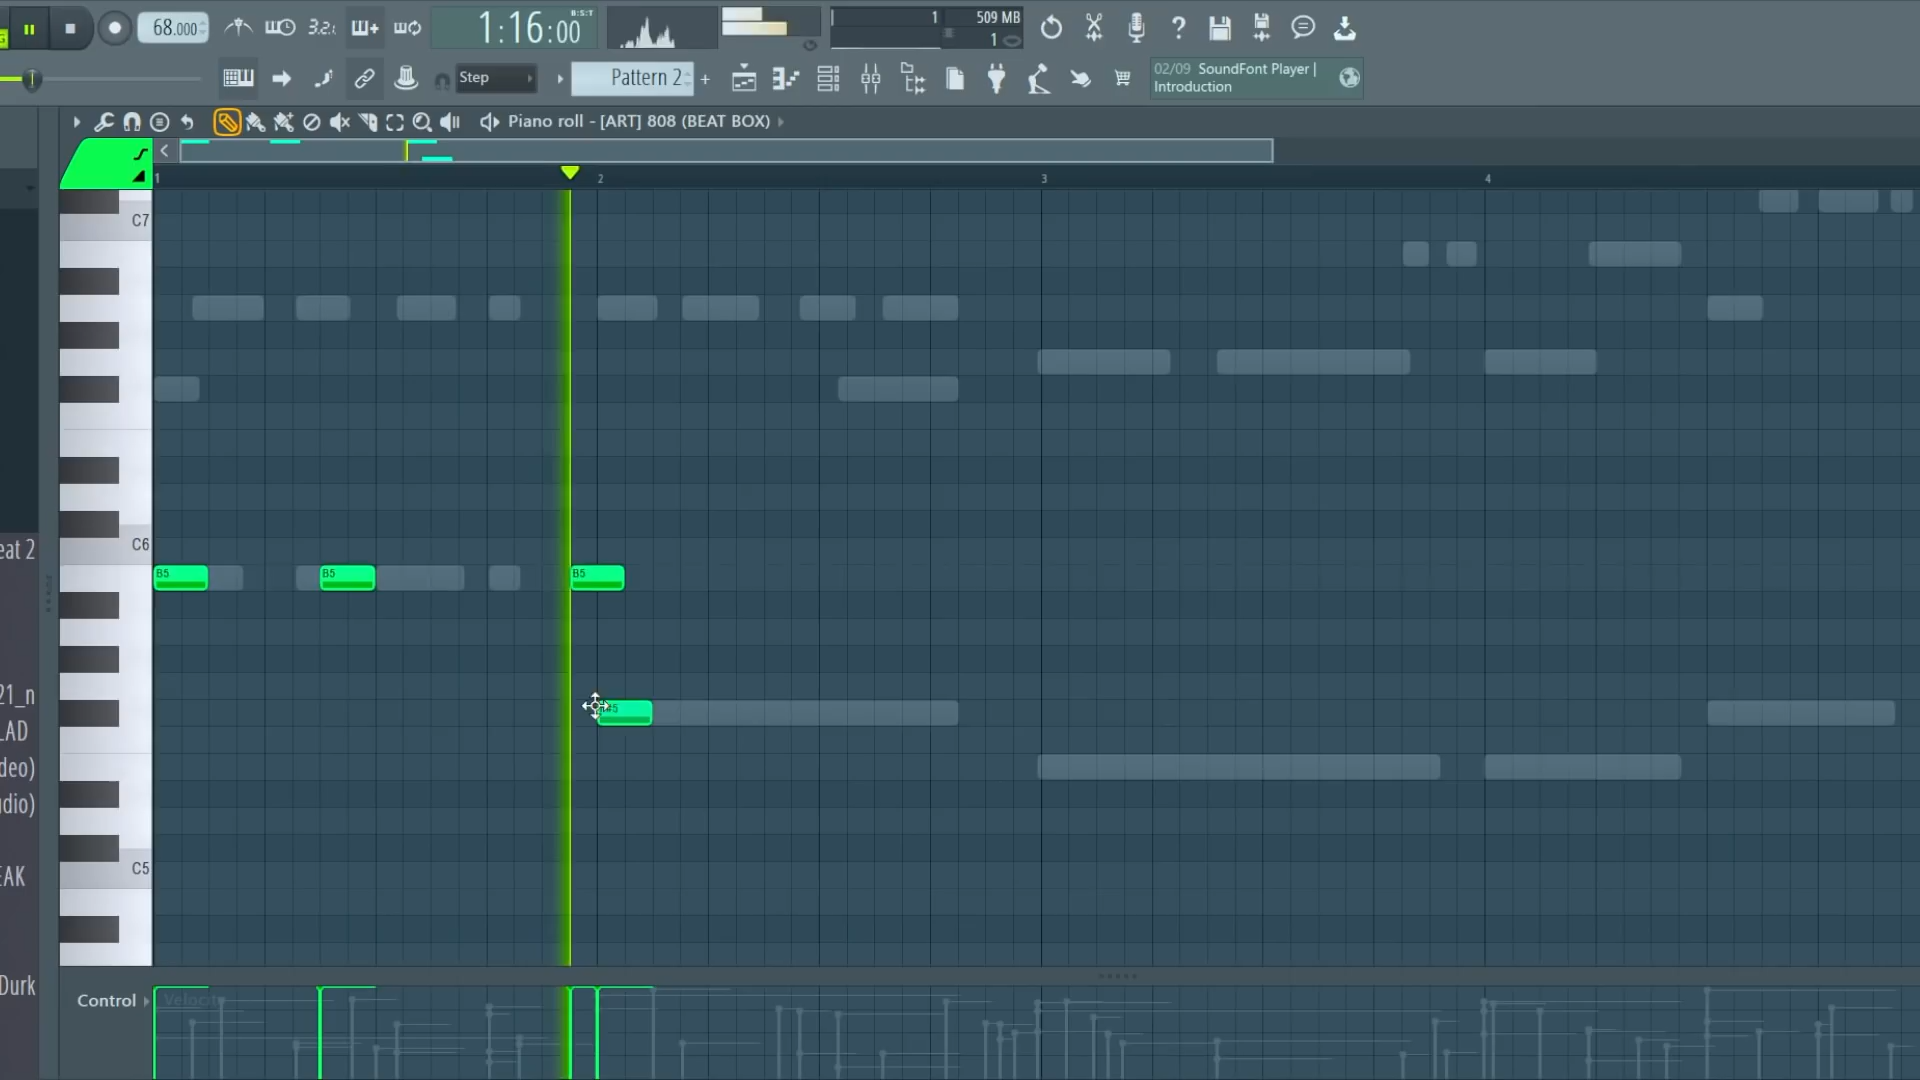 68.000
3.2.
1:16:00
B:S:T
1
509 MB
1
Step
Pattern 2
+
02/09 SoundFont Player |
Introduction
Piano roll - [ART] 808 (BEAT BOX)
1
2
3
4
C7
C6
eat 2
B5
B5
B5
21_n
LAD
deo)
udio)
C5
EAK
Durk
Control
Velocity